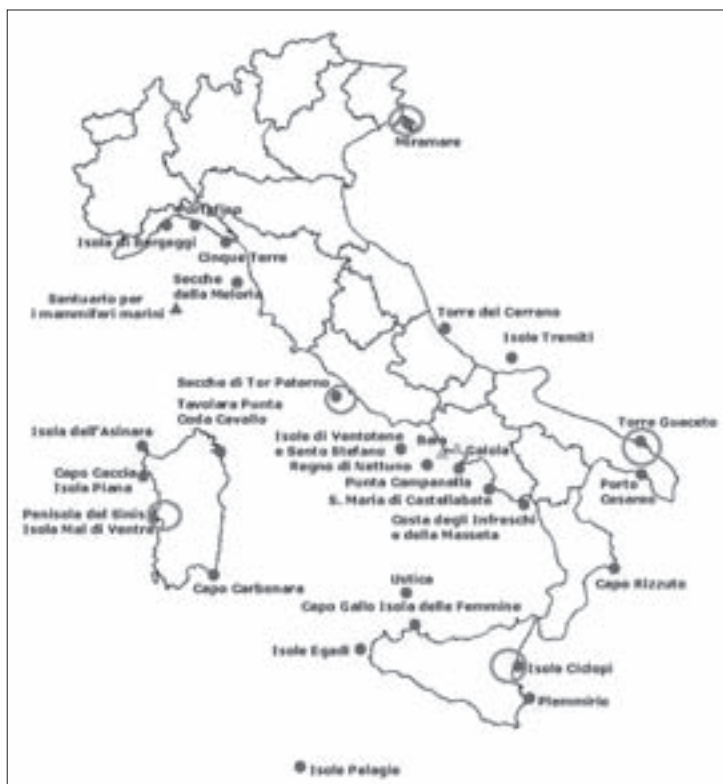 Miramare
Portofino
Isola di Bergeggi
Cinque Terre
Secche
della Meloria
Santuario per
i mammiferi marini
Torre del Cerrano
Isole Tremiti
Secche di Tor Paterno
Tavolara Punta
Coda Cavallo
Torre Guaceto
Isola dell'Asinara
Isole di Ventotene
e Santo Stefano
Baia
Gaiola
Capo Caccia
Isola Piana
Regno di Nettuno
Punta Campanella
Porto
Cesareo
Penisola del Sinis
Isola Mal di Ventre
S. Maria di Castellabate
Costa degli Infreschi
e della Masseta
Capo Carbonara
Ustica
Capo Rizzuto
Capo Gallo Isola delle Femmine
Isole Egadi
Isole Ciclopi
Plemmirio
Isole Pelagie